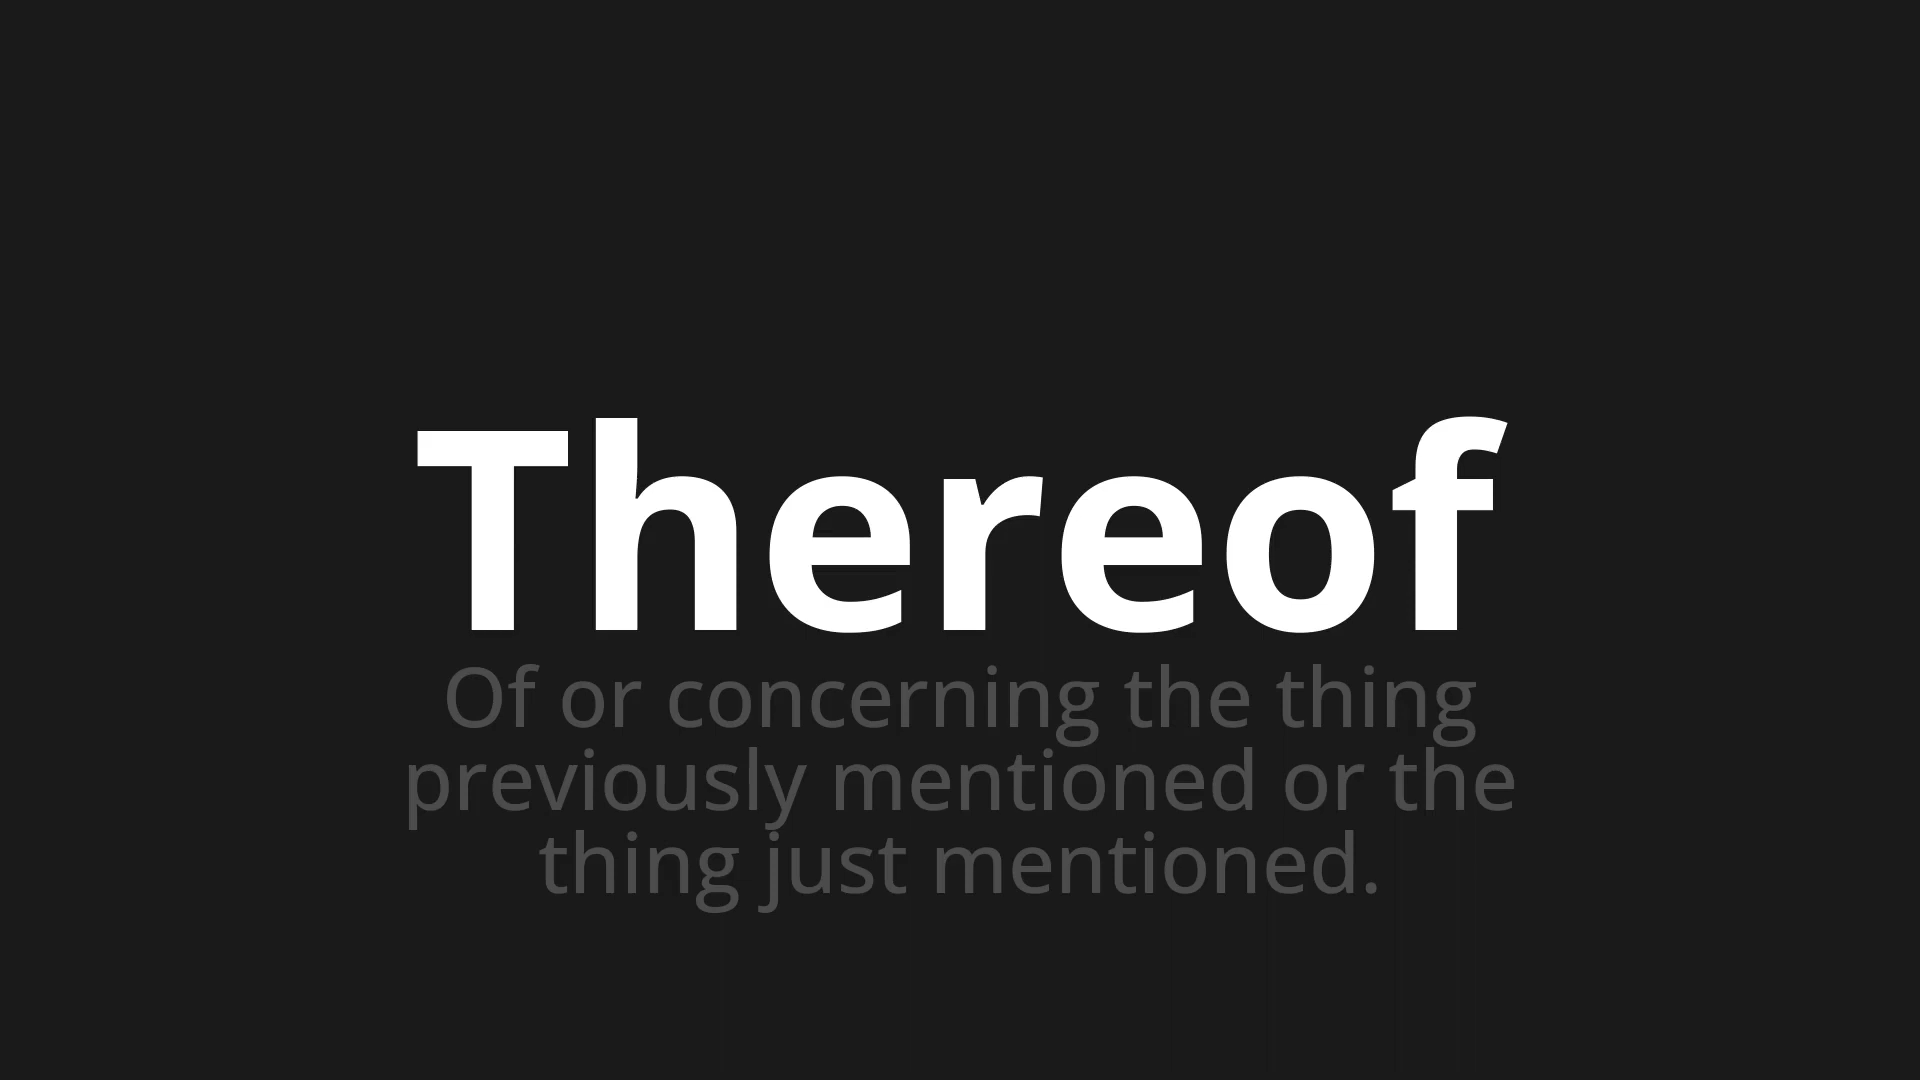 Thereof
Of or concerning the thing
previously mentioned or the
thing just mentioned.